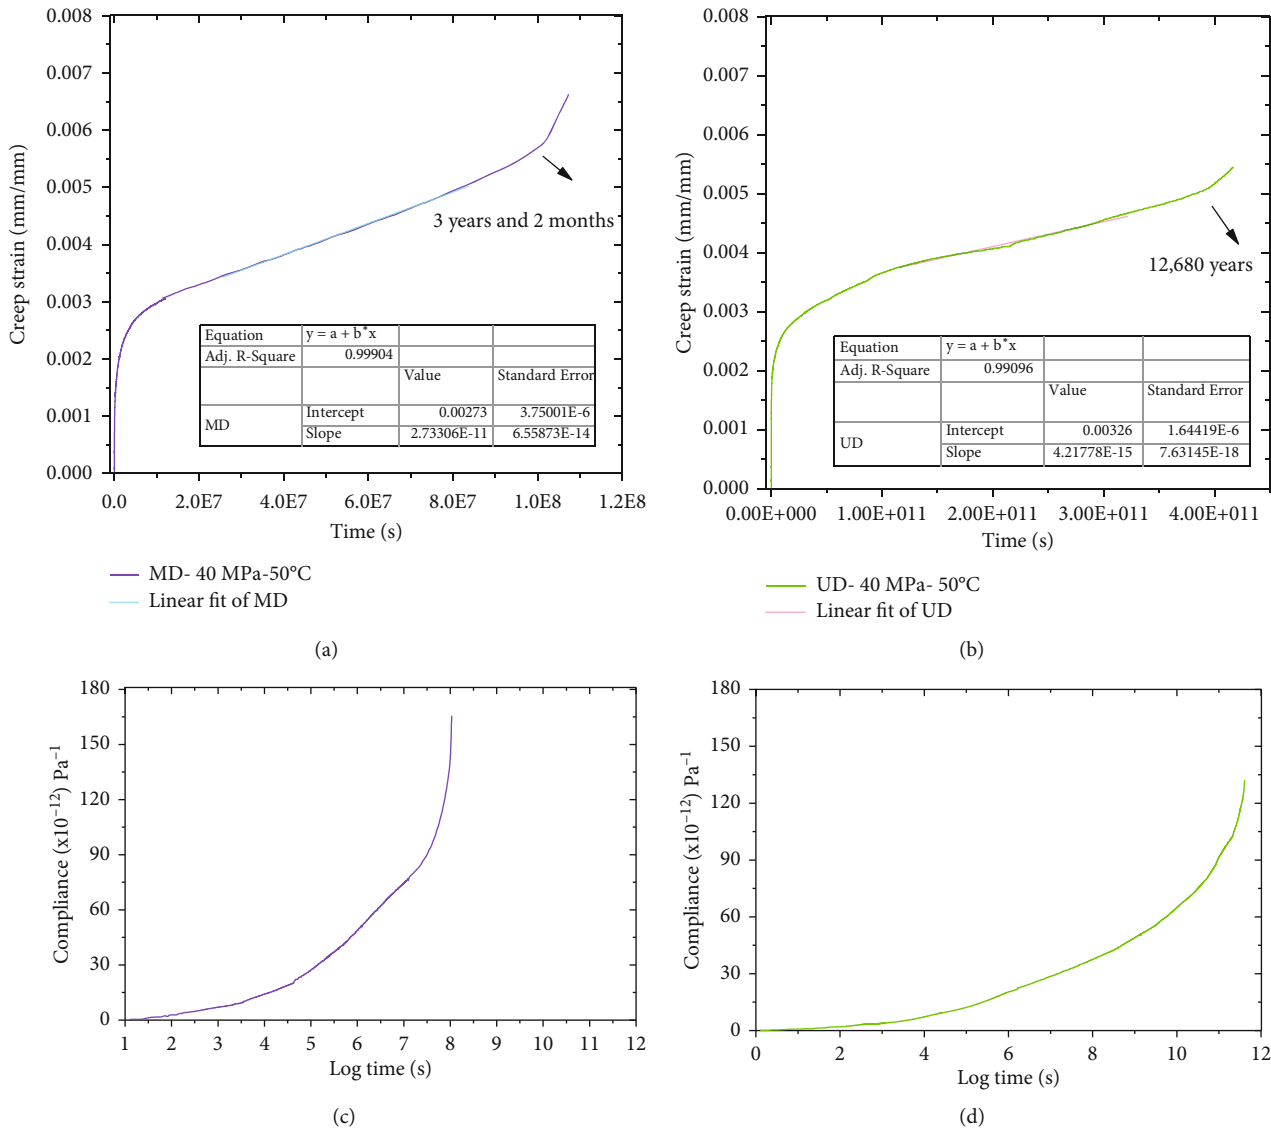 (a)
0.008
0.007
0.006
0.005
0.004
0.003
0.002
0.001
0.000
Creep strain (mm/mm)
3 years and 2 months
Equation y = a + b*x
Adj. R-Square 0.99904
Value Standard Error
MD
Intercept 0.00273 3.75001E-6
Slope 2.73306E-11 6.55873E-14
0.0 2.0E7 4.0E7 6.0E7 8.0E7 1.0E8 1.2E8
Time (s)
MD- 40 MPa-50°C
Linear fit of MD
(a)
(b)
0.008
0.007
0.006
0.005
0.004
0.003
0.002
0.001
0.000
Creep strain (mm/mm)
12,680 years
Equation y = a + b*x
Adj. R-Square 0.99096
Value Standard Error
UD
Intercept 0.00326 1.64419E-6
Slope 4.21778E-15 7.63145E-18
0.00E+000 1.00E+011 2.00E+011 3.00E+011 4.00E+011
Time (s)
UD- 40 MPa- 50°C
Linear fit of UD
(b)
180
150
120
90
60
30
0
Compliance (x10⁻¹²) Pa⁻¹
1 2 3 4 5 6 7 8 9 10 11 12
Log time (s)
(c)
180
150
120
90
60
30
0
Compliance (x10⁻¹²) Pa⁻¹
0 2 4 6 8 10 12
Log time (s)
(d)